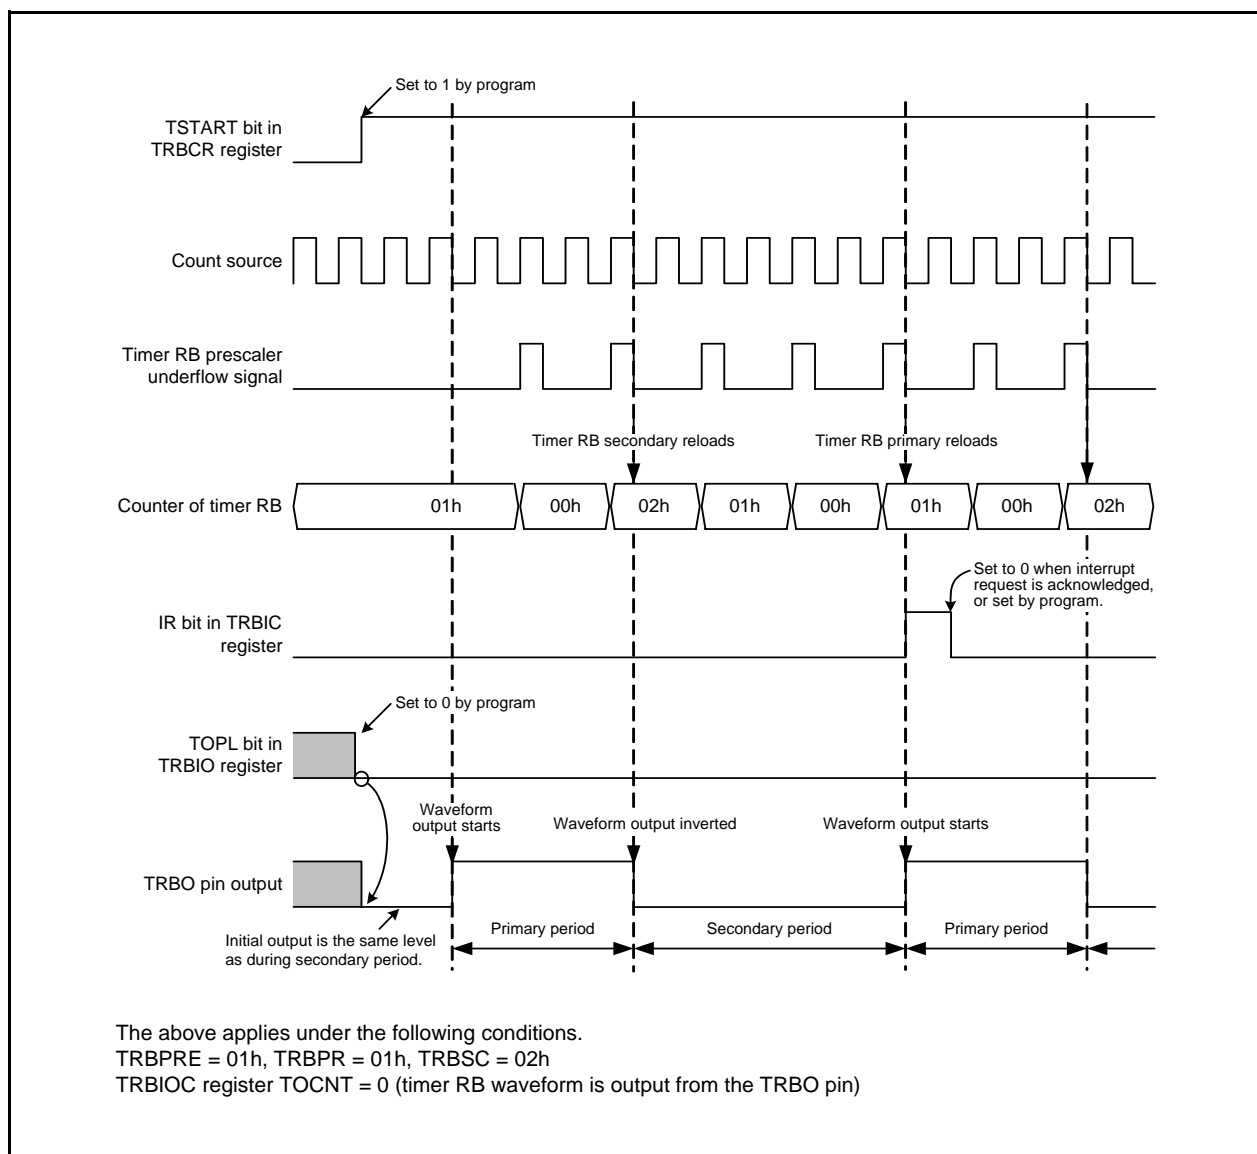 Set to 1 by program
TSTART bit in
TRBCR register
Count source
Timer RB prescaler
underflow signal
Timer RB secondary reloads
Timer RB primary reloads
Counter of timer RB
01h
00h
02h
01h
00h
01h
00h
02h
Set to 0 when interrupt
request is acknowledged,
or set by program.
IR bit in TRBIC
register
Set to 0 by program
TOPL bit in
TRBIO register
Waveform
output starts
Waveform output inverted
Waveform output starts
TRBO pin output
Initial output is the same level
as during secondary period.
Primary period
Secondary period
Primary period
The above applies under the following conditions.
TRBPRE = 01h, TRBPR = 01h, TRBSC = 02h
TRBIOC register TOCNT = 0 (timer RB waveform is output from the TRBO pin)